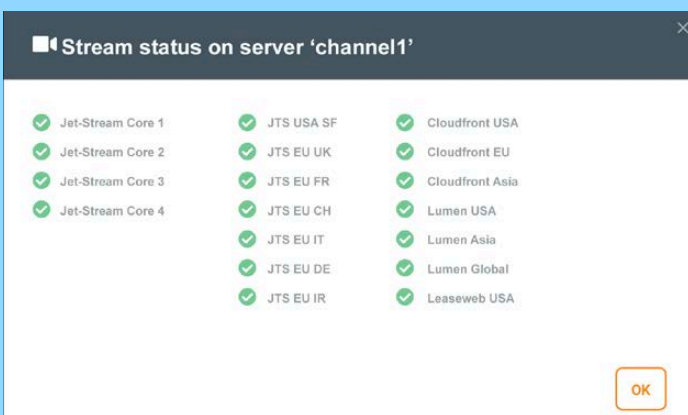 Stream status on server ‘channel1’
Jet-Stream Core 1
Jet-Stream Core 2
Jet-Stream Core 3
Jet-Stream Core 4
JTS USA SF
JTS EU UK
JTS EU FR
JTS EU CH
JTS EU IT
JTS EU DE
JTS EU IR
Cloudfront USA
Cloudfront EU
Cloudfront Asia
Lumen USA
Lumen Asia
Lumen Global
Leaseweb USA
OK